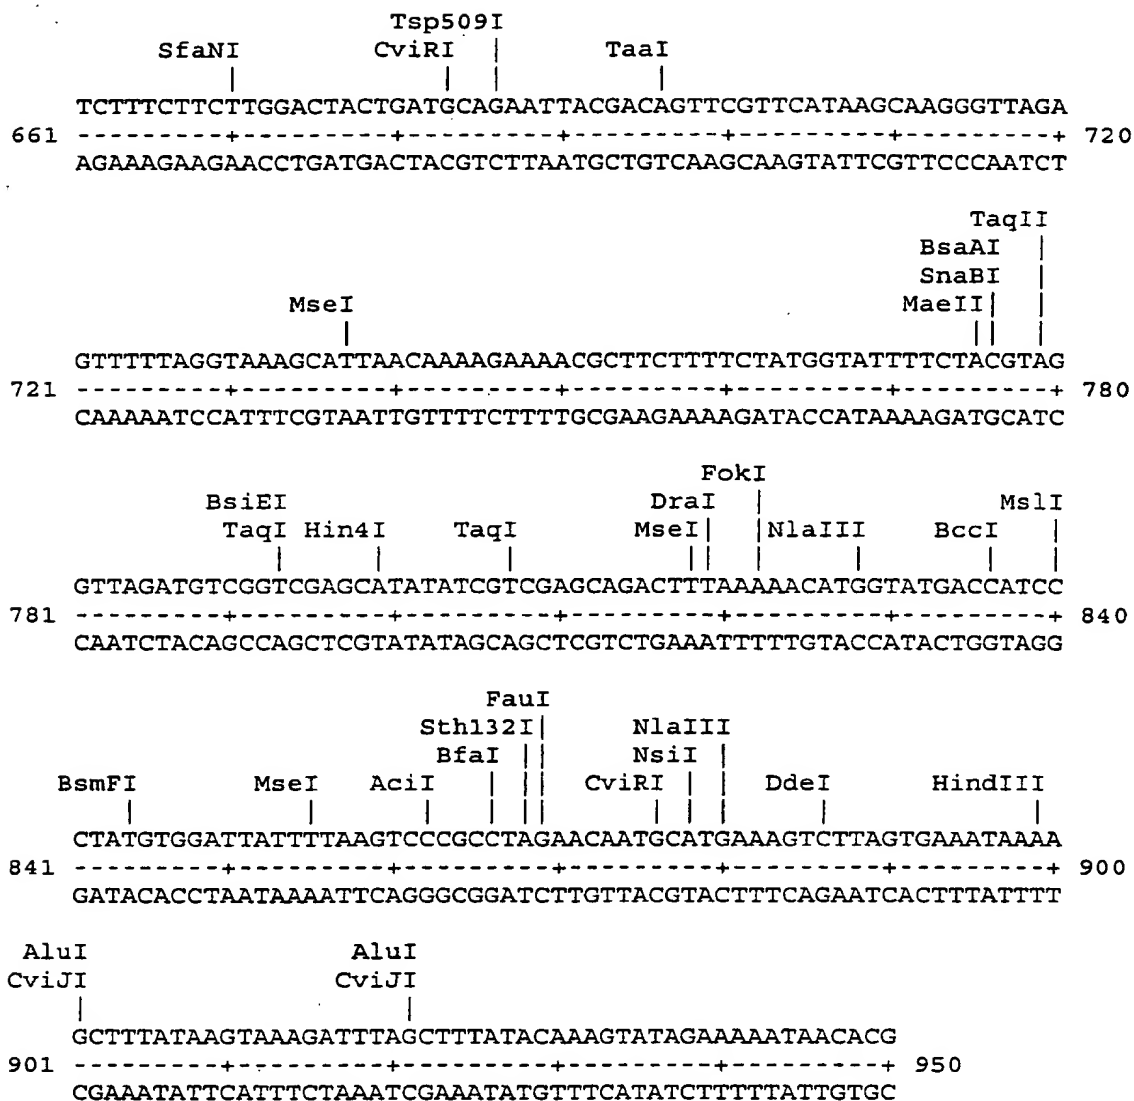 Tsp509I
SfaNI CviRI | TaaI
| | | |
TCTTTCTTCTTGGACTACTGATGCAGAATTACGACAGTTCGTTCATAAGCAAGGGTTAGA
661 ---------+---------+---------+---------+---------+---------+ 720
AGAAAGAAGAACCTGATGACTACGTCTTAATGCTGTCAAGCAAGTATTCGTTCCCAATCT
TaqII
BsaAI |
SnaBI |
MseI MaeII| |
| || |
GTTTTTAGGTAAAGCATTAACAAAAGAAAACGCTTCTTTTCTATGGTATTTTCTACGTAG
721 ---------+---------+---------+---------+---------+---------+ 780
CAAAAATCCATTTCGTAATTGTTTTCTTTTGCGAAGAAAAGATACCATAAAAGATGCATC
FokI
BsiEI DraI |
TaqI Hin4I TaqI MseI| |NlaIII BccI MslI
| | | || | | | |
GTTAGATGTCGGTCGAGCATATATCGTCGAGCAGACTTTAAAAACATGGTATGACCATCC
781 ---------+---------+---------+---------+---------+---------+ 840
CAATCTACAGCCAGCTCGTATATAGCAGCTCGTCTGAAATTTTTGTACCATACTGGTAGG
FauI
Sth132I| NlaIII
BfaI || NsiI |
BsmFI MseI AciI | || CviRI | | DdeI HindIII
| | | | || | | | | |
CTATGTGGATTATTTTAAGTCCCGCCTAGAACAATGCATGAAAGTCTTAGTGAAATAAAA
841 ---------+---------+---------+---------+---------+---------+ 900
GATACACCTAATAAAATTCAGGGCGGATCTTGTTACGTACTTTCAGAATCACTTTATTTT
AluI AluI
CviJI CviJI
| |
GCTTTATAAGTAAAGATTTAGCTTTATACAAAGTATAGAAAAATAACACG
901 ---------+---------+---------+---------+---------+ 950
CGAAATATTCATTTCTAAATCGAAATATGTTTCATATCTTTTTATTGTGC